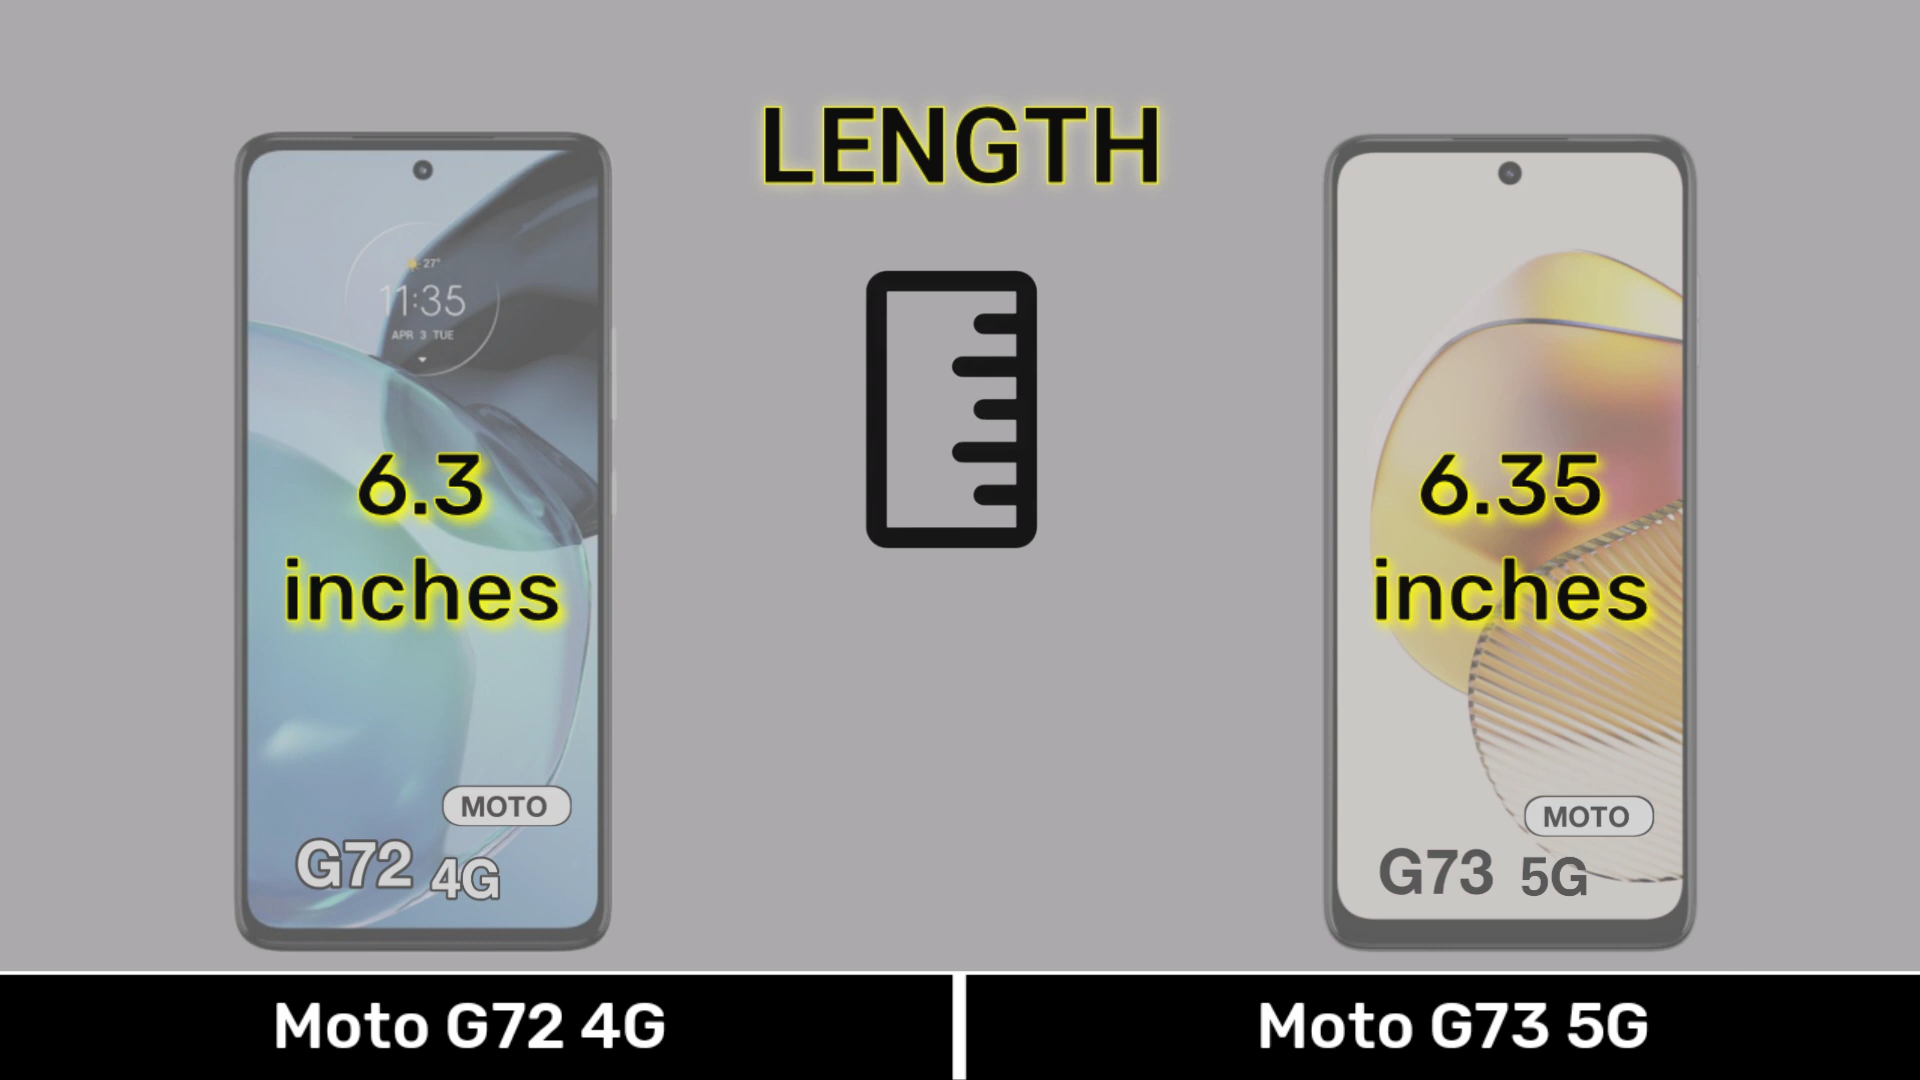 LENGTH
27°
11:35
APR 3 TUE
6.3
inches
MOTO
G72 4G
6.35
inches
MOTO
G73 5G
Moto G72 4G
Moto G73 5G